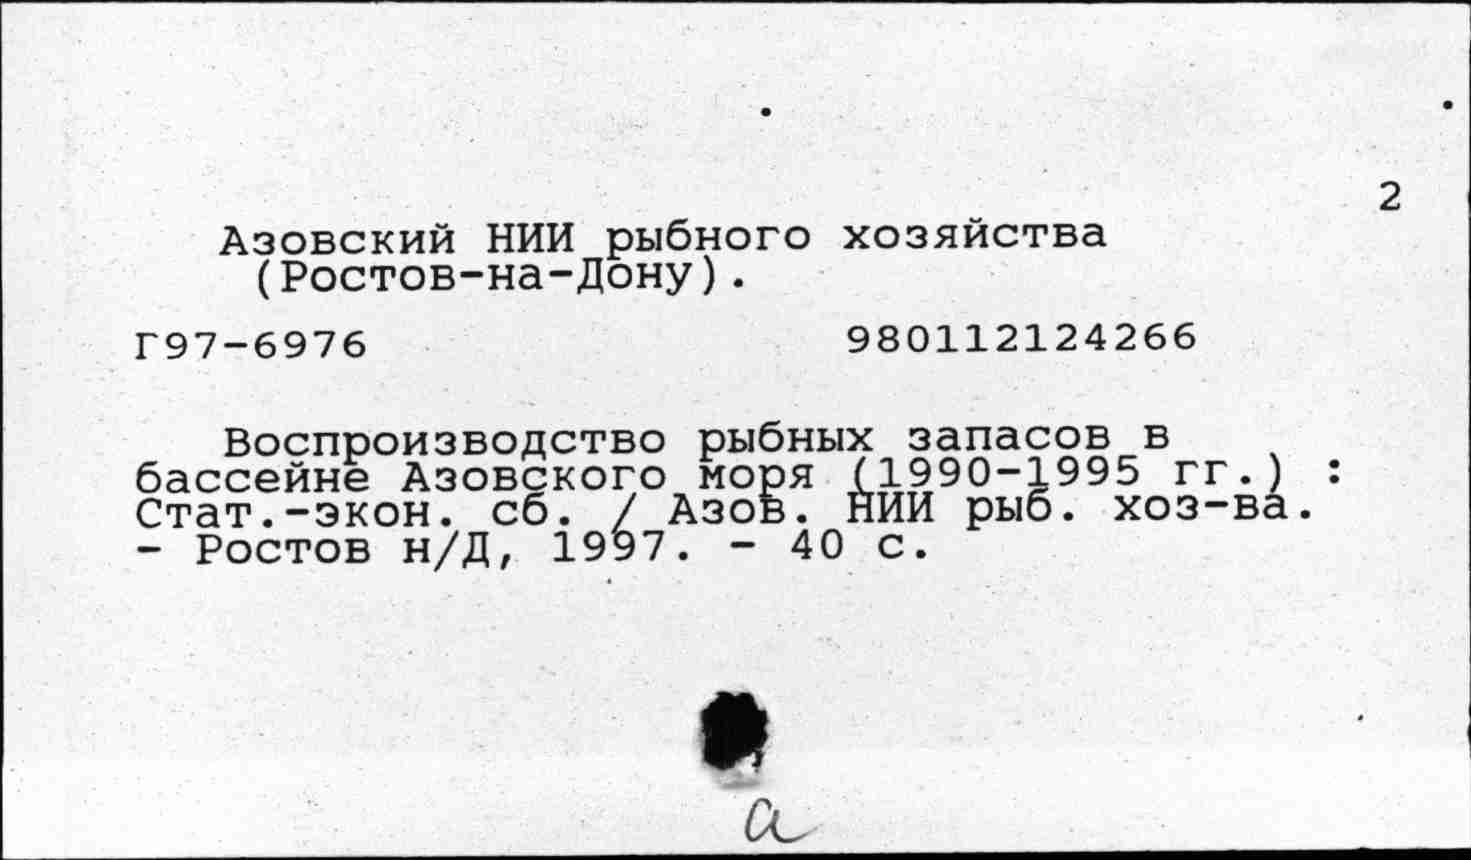 2
Азовский НИИ рыбного хозяйства
(Ростов-на-Дону).
Г97-6976 980112124266
Воспроизводство рыбных запасов в
бассейне Азовского моря (1990-1995 гг.) :
Стат.-экон. сб. / Азов. НИИ рыб. хоз-ва.
- Ростов н/Д, 1997. - 40 с.
а